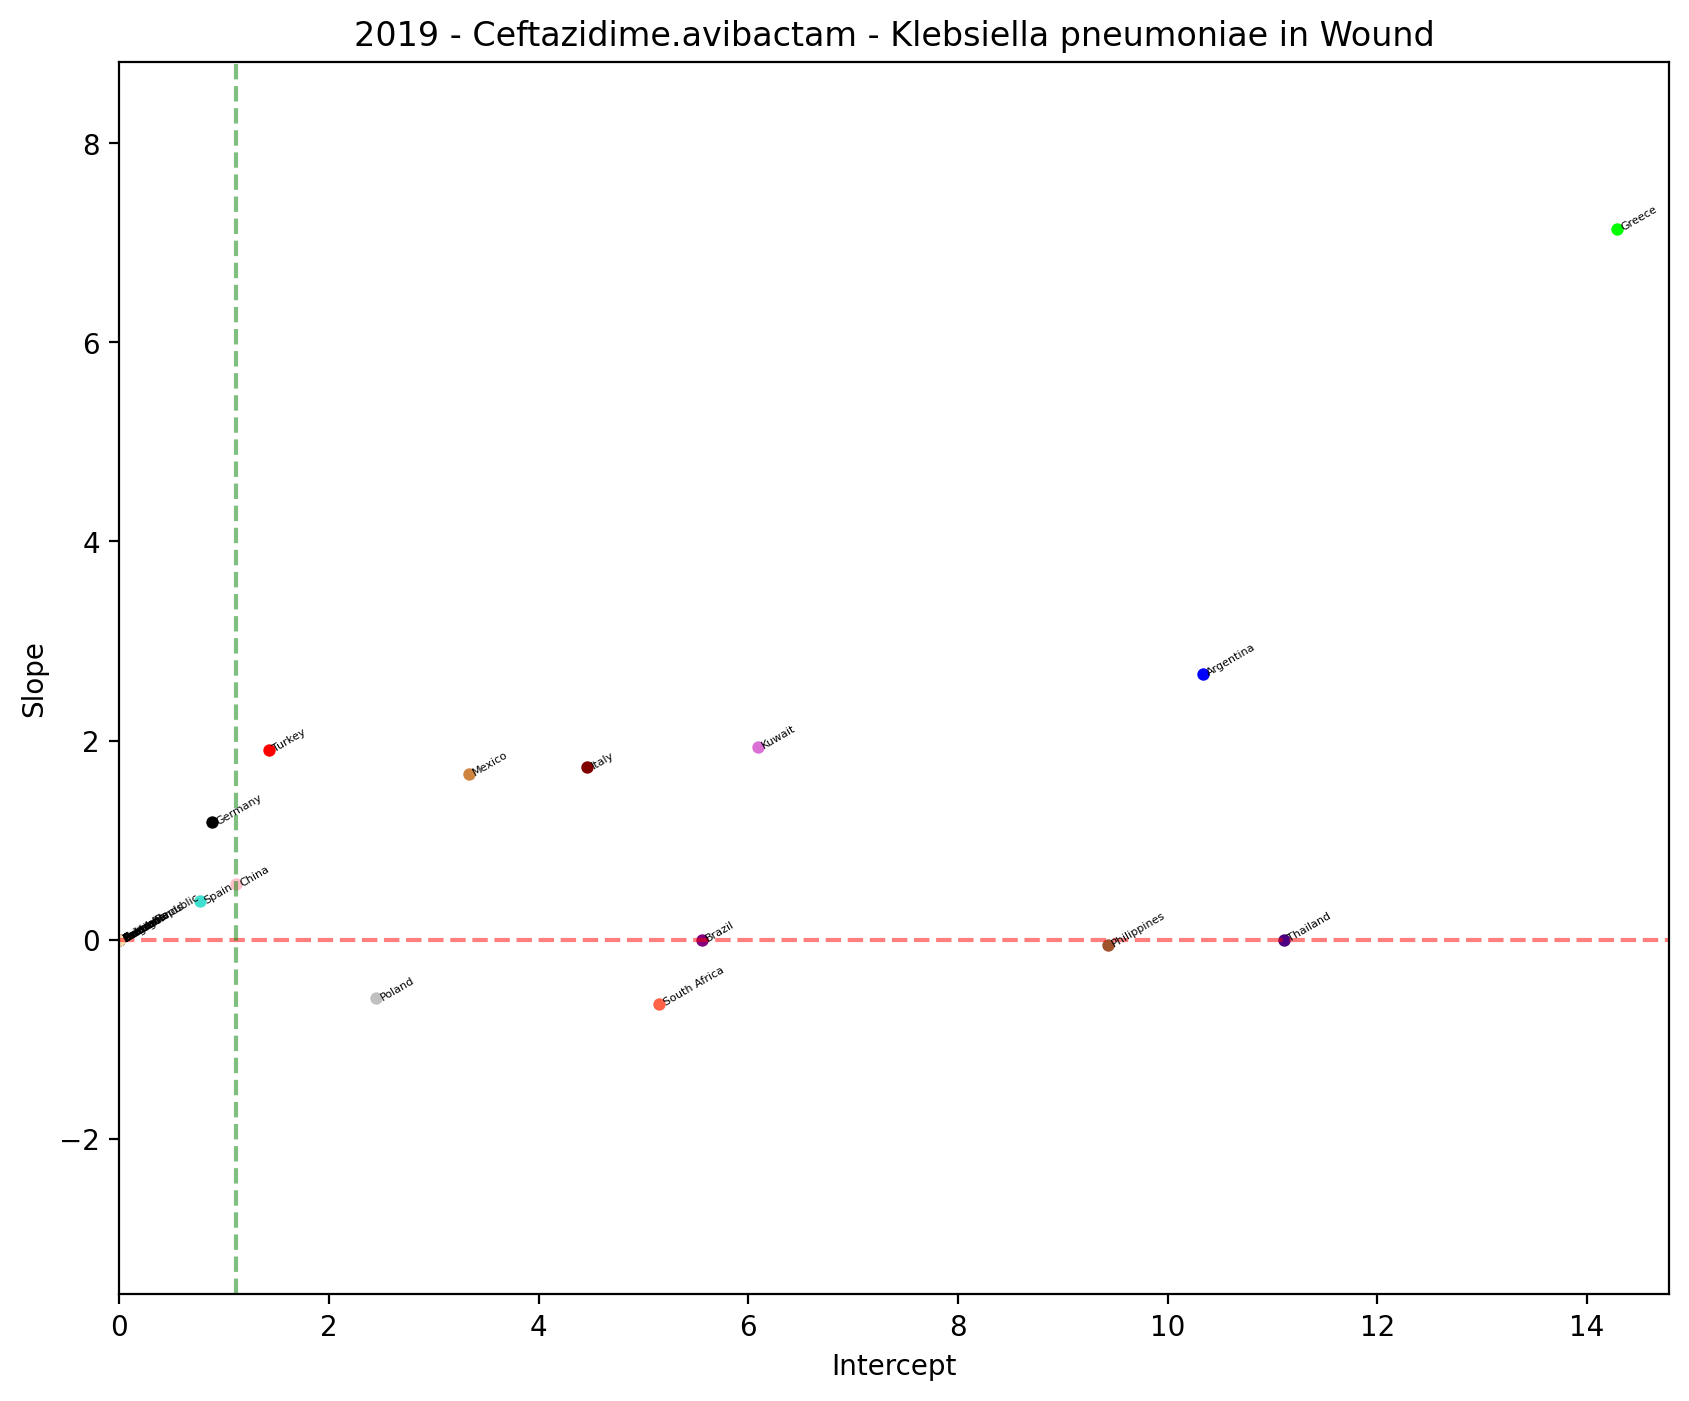 2019 - Ceftazidime.avibactam - Klebsiella pneumoniae in Wound
8
Greece
6
4
Argentina
Slope
2
Turkey
Kuwait
Mexico
Italy
Germany
China
Spain
0
Brazil
Philippines
Thailand
Poland
South Africa
−2
0 2 4 6 8 10 12 14
Intercept